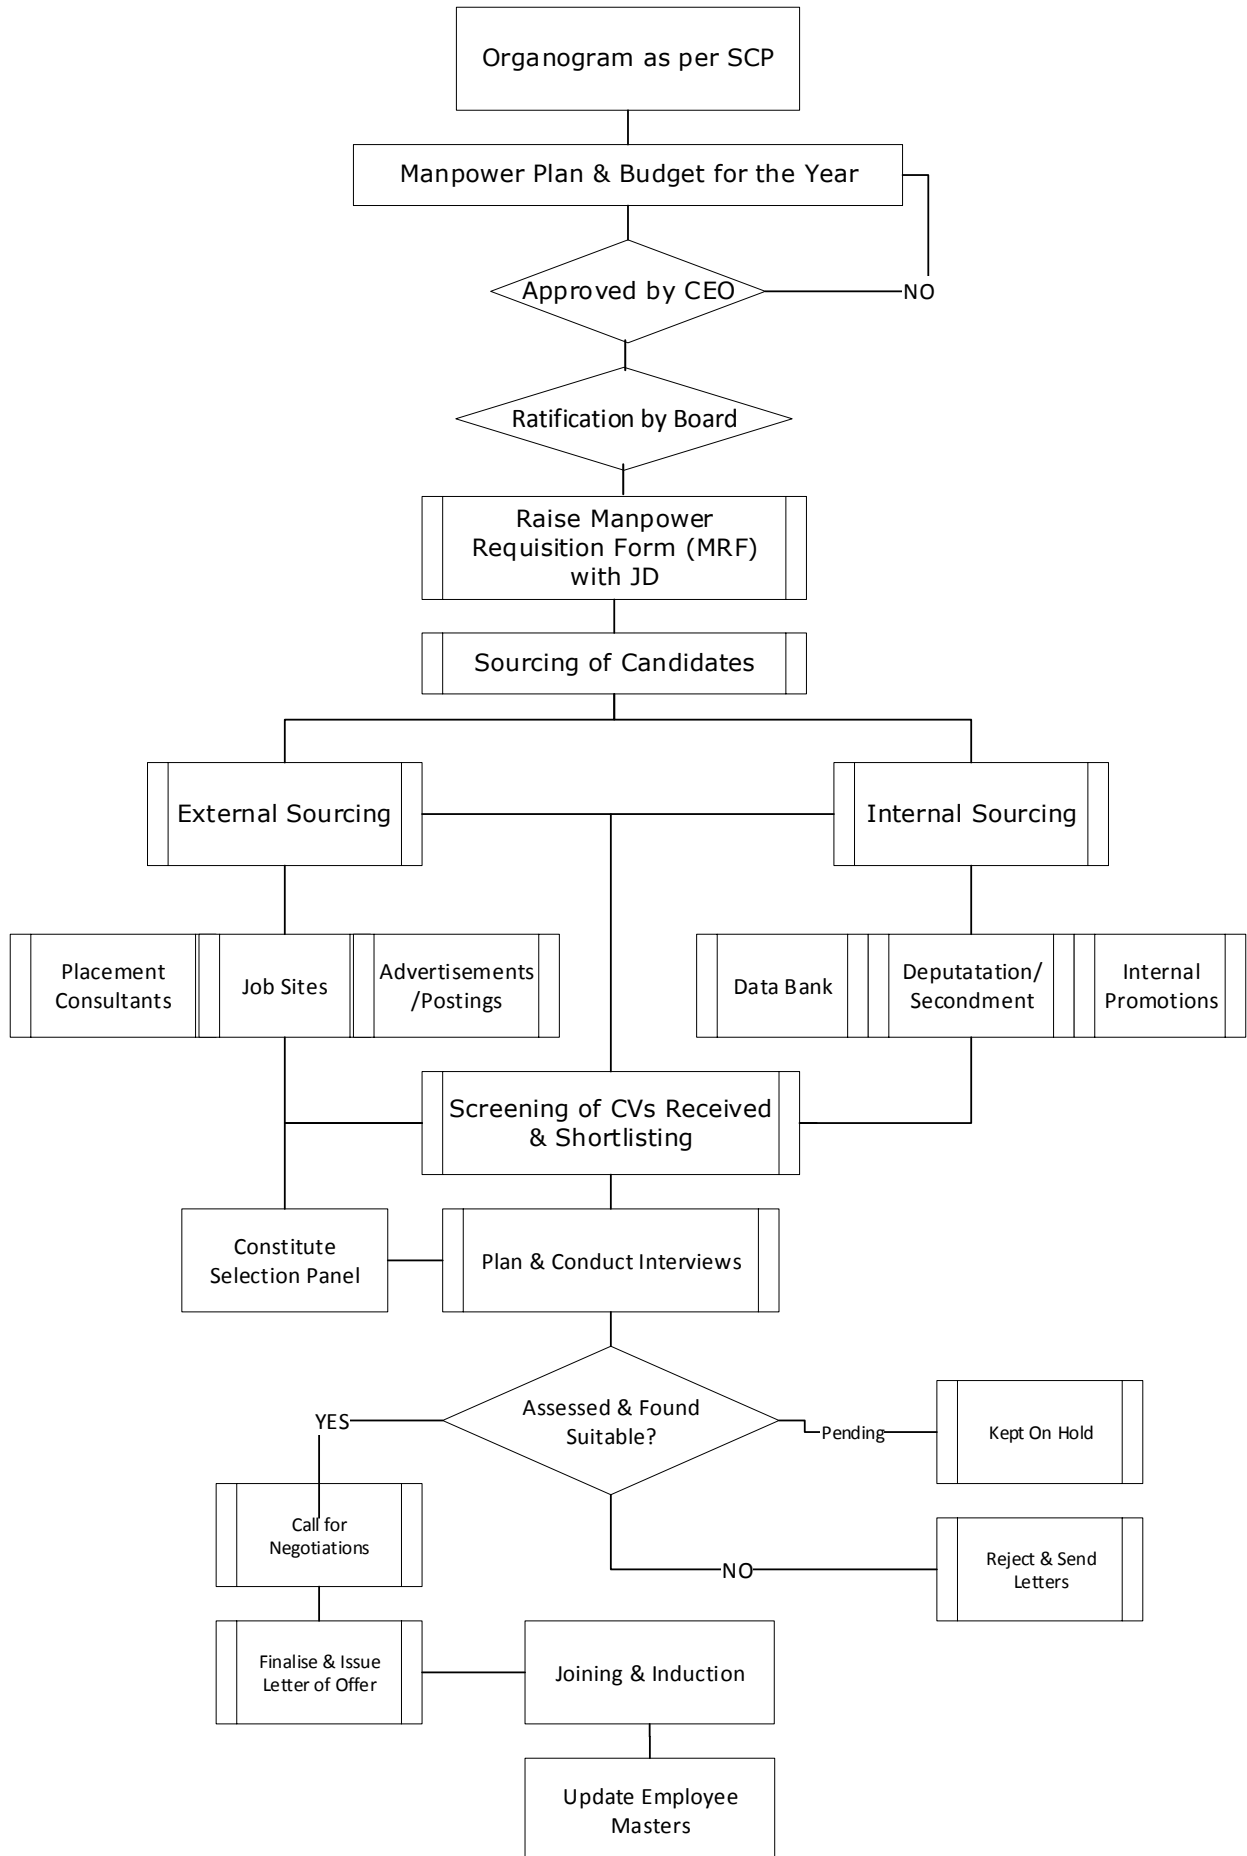 Organogram as per SCP
Manpower Plan & Budget for the Year
Approved by CEO
NO
Ratification by Board
Raise Manpower
Requisition Form (MRF)
with JD
Sourcing of Candidates
External Sourcing
Internal Sourcing
Placement
Consultants
Job Sites
Advertisements
/Postings
Data Bank
Deputatation/
Secondment
Internal
Promotions
Screening of CVs Received
& Shortlisting
Constitute
Selection Panel
Plan & Conduct Interviews
Assessed & Found
Suitable?
YES
Pending
Kept On Hold
Call for
Negotiations
NO
Reject & Send
Letters
Finalise & Issue
Letter of Offer
Joining & Induction
Update Employee
Masters